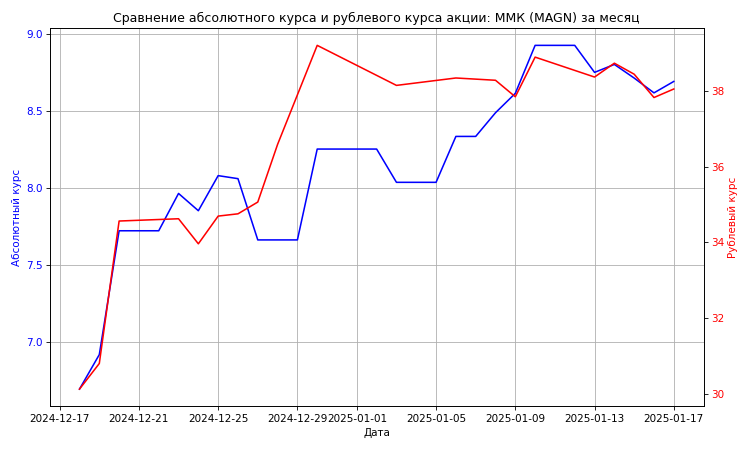 Сравнение абсолютного курса и рублевого курса акции: ММК (MAGN) за месяц
Абсолютный курс
9.0
8.5
8.0
7.5
7.0
38
36
34
32
30
Рублевый курс
2024-12-17 2024-12-21 2024-12-25 2024-12-29 2025-01-01 2025-01-05 2025-01-09 2025-01-13 2025-01-17
Дата